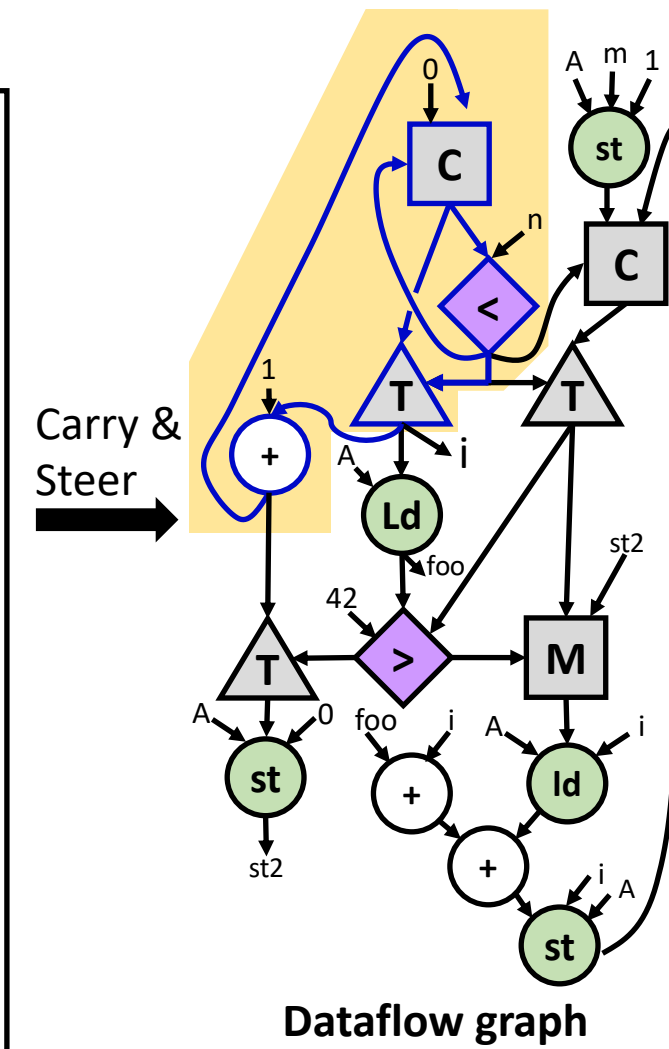 0
A m 1
st
C
n
C
<
1
T
T
Carry &
Steer
+
A
i
Ld
foo
st2
42
T
>
M
A
0
foo
i
A
i
st
+
ld
st2
+
i
A
st
Dataflow graph